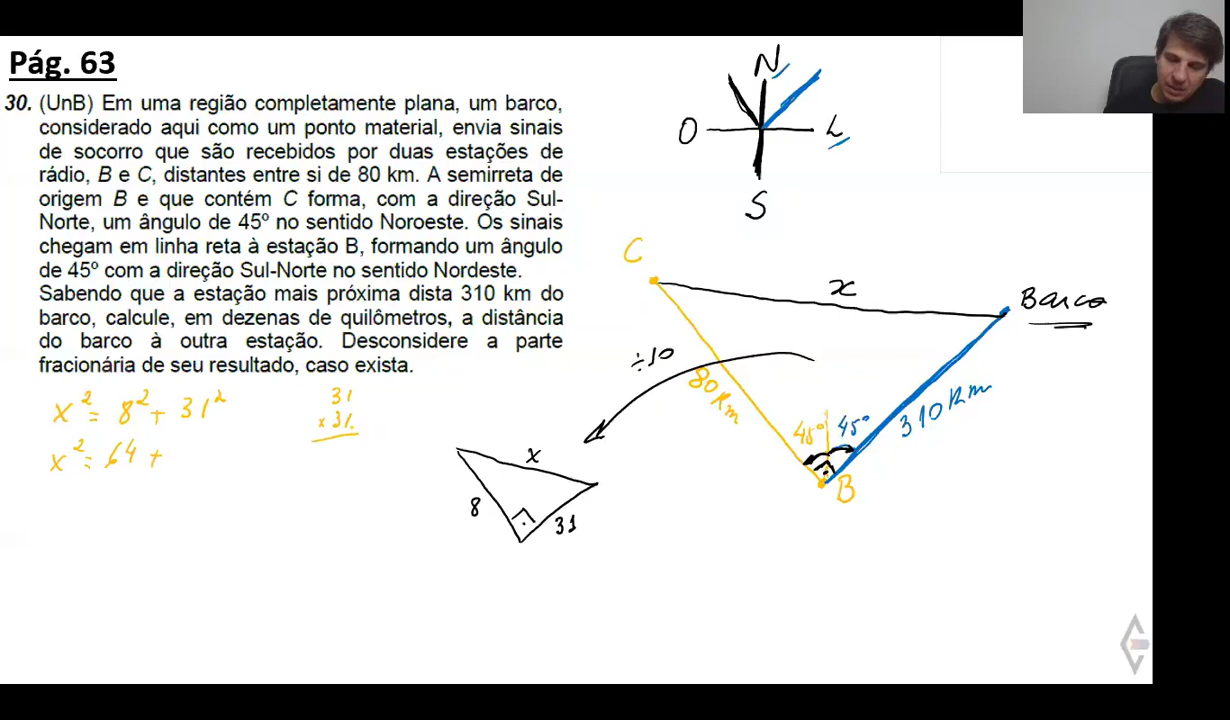 Pág. 63
30. (UnB) Em uma região completamente plana, um barco,
considerado aqui como um ponto material, envia sinais
de socorro que são recebidos por duas estações de
rádio, B e C, distantes entre si de 80 km. A semirreta de
origem B e que contém C forma, com a direção Sul-
Norte, um ângulo de 45º no sentido Noroeste. Os sinais
chegam em linha reta à estação B, formando um ângulo
de 45º com a direção Sul-Norte no sentido Nordeste.
Sabendo que a estação mais próxima dista 310 km do
barco, calcule, em dezenas de quilômetros, a distância
do barco à outra estação. Desconsidere a parte
fracionária de seu resultado, caso exista.
x² = 8² + 31²
x² = 64 +
31
x 31.
N
O
L
S
C
x
Barco
÷10
80 Km
45°
45°
310 Km
B
x
8
31